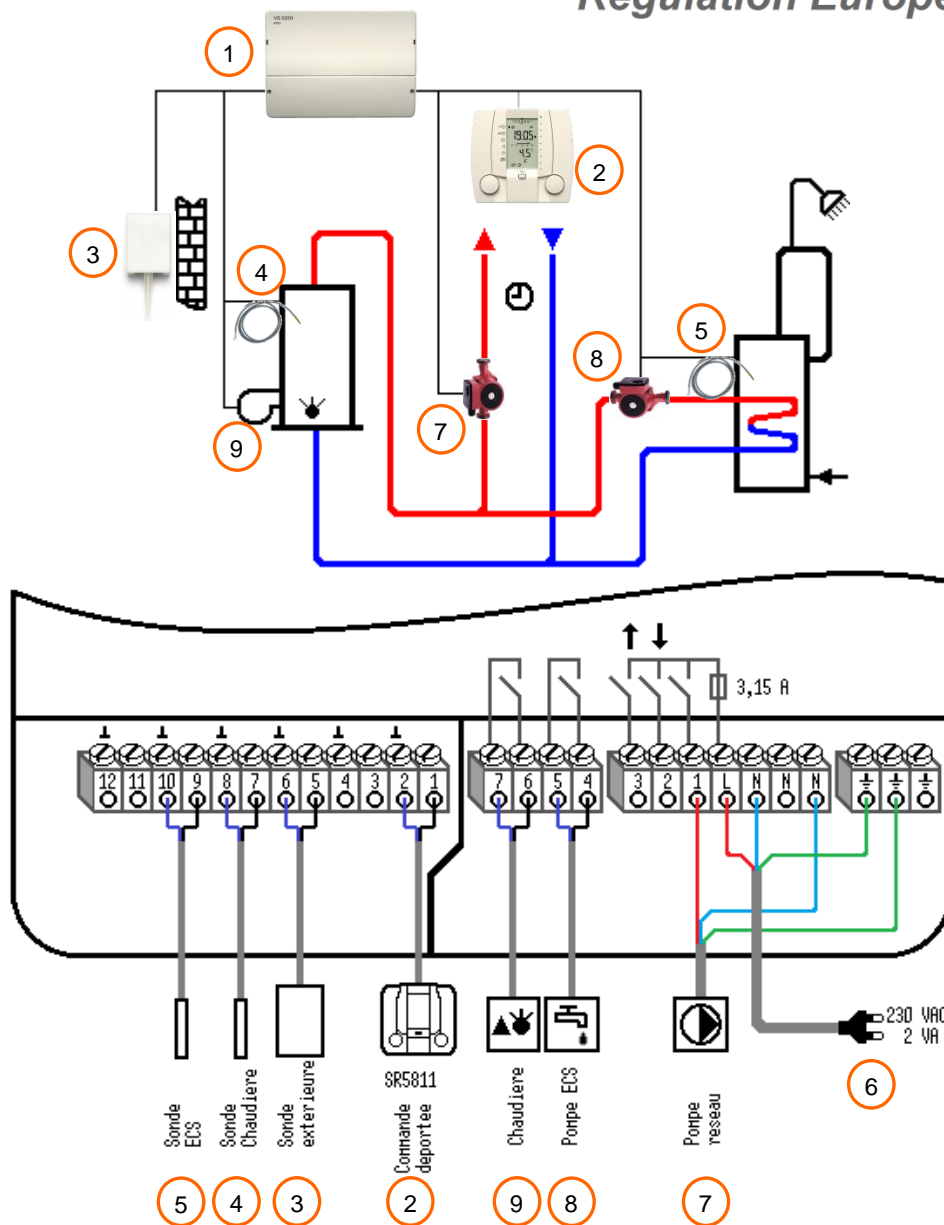 Regulation Europe
VS 5500
1
19:05
4.5
2
3
4
5
8
7
9
3,15 A
12 11 10 9 8 7 6 5 4 3 2 1
7 6 5 4
3 2 1 L N N N
230 VAC
2 VA
6
SR5811
Sonde
ECS
Sonde
Chaudiere
Sonde
exterieure
Commande
deportee
Chaudiere
Pompe ECS
Pompe
reseau
5 4 3 2 9 8 7